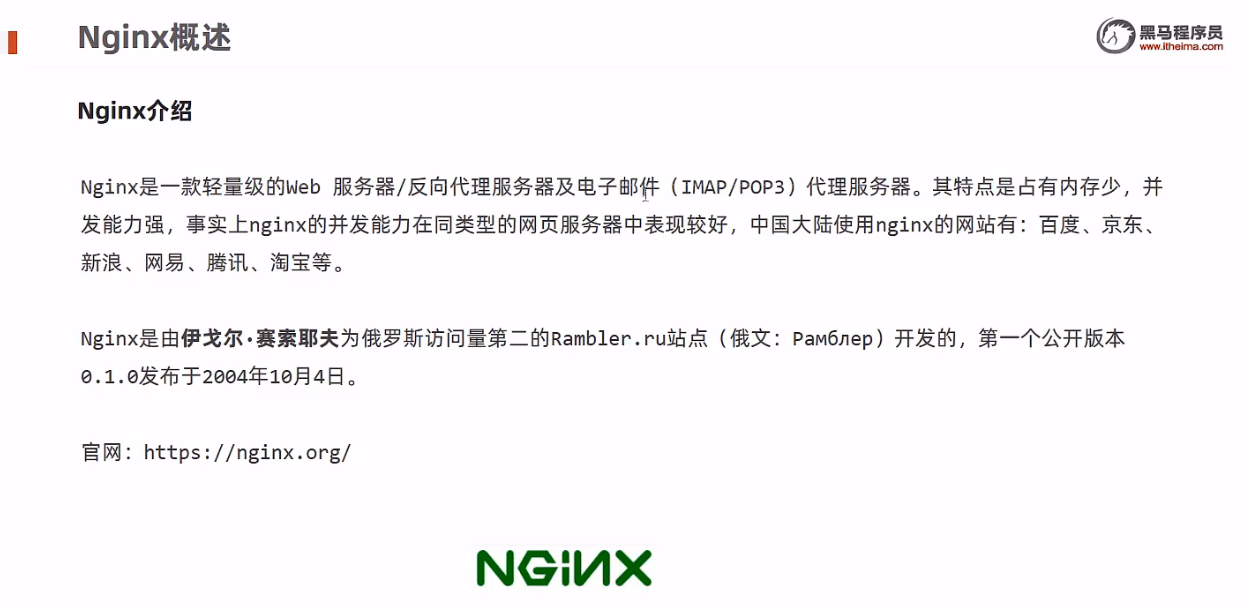 Nginx概述
黑马程序员
www.itheima.com
Nginx介绍
Nginx是一款轻量级的Web 服务器/反向代理服务器及电子邮件（IMAP/POP3）代理服务器。其特点是占有内存少，并
发能力强，事实上nginx的并发能力在同类型的网页服务器中表现较好，中国大陆使用nginx的网站有：百度、京东、
新浪、网易、腾讯、淘宝等。
Nginx是由伊戈尔·赛索耶夫为俄罗斯访问量第二的Rambler.ru站点（俄文：Рамблер）开发的，第一个公开版本
0.1.0发布于2004年10月4日。
官网：https://nginx.org/
NGiNX